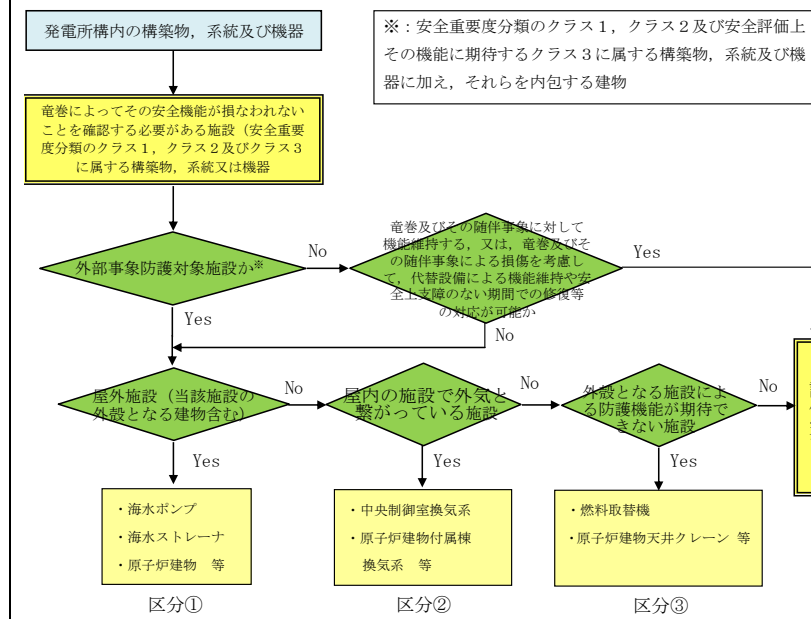 発電所構内の構築物，系統及び機器
※：安全重要度分類のクラス１，クラス２及び安全評価上
その機能に期待するクラス３に属する構築物，系統及び機
器に加え，それらを内包する建物
竜巻によってその安全機能が損なわれない
ことを確認する必要がある施設（安全重要
度分類のクラス１，クラス２及びクラス３
に属する構築物，系統又は機器
外部事象防護対象施設か※
No
竜巻及びその随伴事象に対して
機能維持する，又は，竜巻及びそ
の随伴事象による損傷を考慮し
て，代替設備による機能維持や安
全上支障のない期間での修復等
の対応が可能か
Yes
Yes
No
屋外施設（当該施設の
外殻となる建物含む）
No
屋内の施設で外気と
繋がっている施設
No
外殻となる施設によ
る防護機能が期待で
きない施設
No
Yes
Yes
Yes
・海水ポンプ
・海水ストレーナ
・原子炉建物　等
・中央制御室換気系
・原子炉建物付属棟
換気系　等
・燃料取替機
・原子炉建物天井クレーン 等
区分①
区分②
区分③